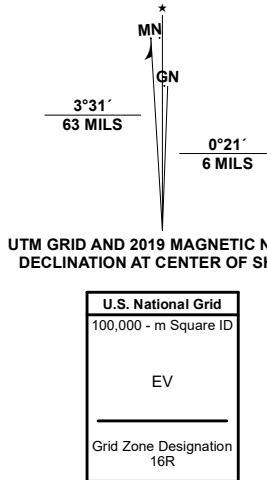 ★
MN
GN
3°31´
63 MILS
0°21´
6 MILS
UTM GRID AND 2019 MAGNETIC
DECLINATION AT CENTER OF
U.S. National Grid
100,000 - m Square ID
EV
Grid Zone Designation
16R